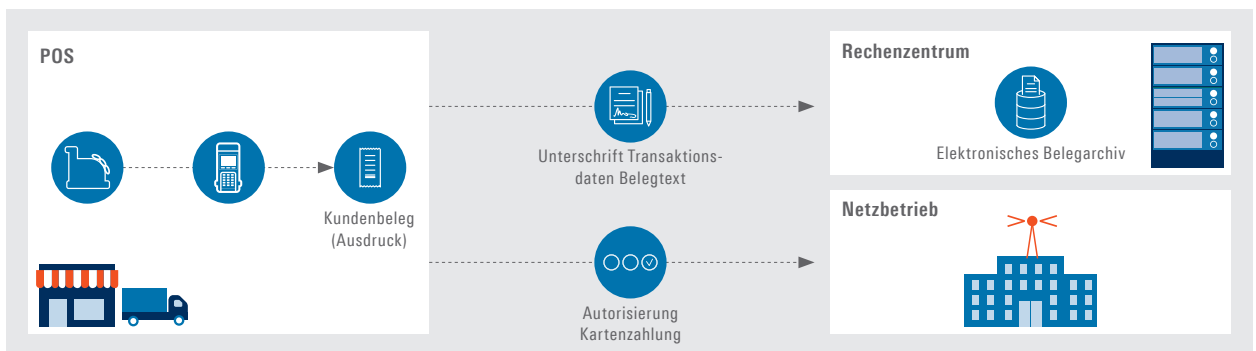 POS
Kundenbeleg
(Ausdruck)
Unterschrift Transaktions-
daten Belegtext
Autorisierung
Kartenzahlung
Rechenzentrum
Elektronisches Belegarchiv
Netzbetrieb